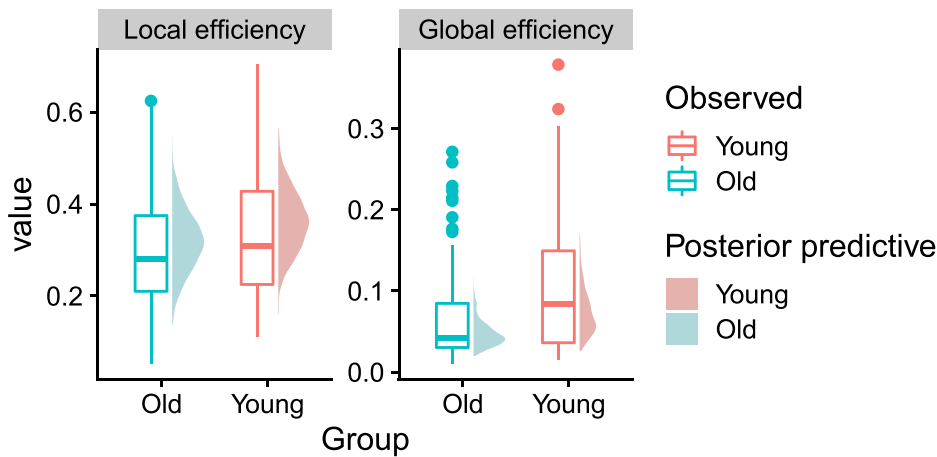 Local efficiency
Global efficiency
value
0.6
0.4
0.2
0.3
0.2
0.1
0.0
Old
Young
Old
Young
Group
Observed
Young
Old
Posterior predictive
Young
Old